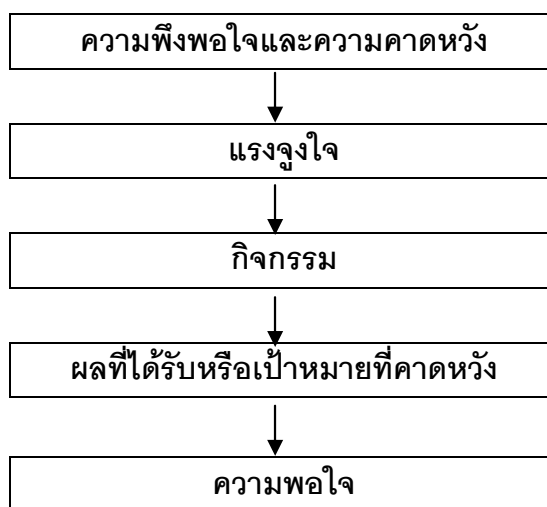 ความพึงพอใจและความคาดหวัง
แรงจูงใจ
กิจกรรม
ผลที่ได้รับหรือเป้าหมายที่คาดหวัง
ความพอใจ